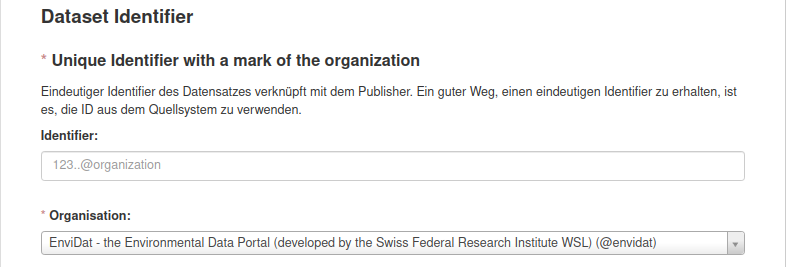 Dataset Identifier
* Unique Identifier with a mark of the organization
Eindeutiger Identifier des Datensatzes verknüpft mit dem Publisher. Ein guter Weg, einen eindeutigen Identifier zu erhalten, ist
es, die ID aus dem Quellsystem zu verwenden.
Identifier:
123..@organization
* Organisation:
EnviDat - the Environmental Data Portal (developed by the Swiss Federal Research Institute WSL) (@envidat)